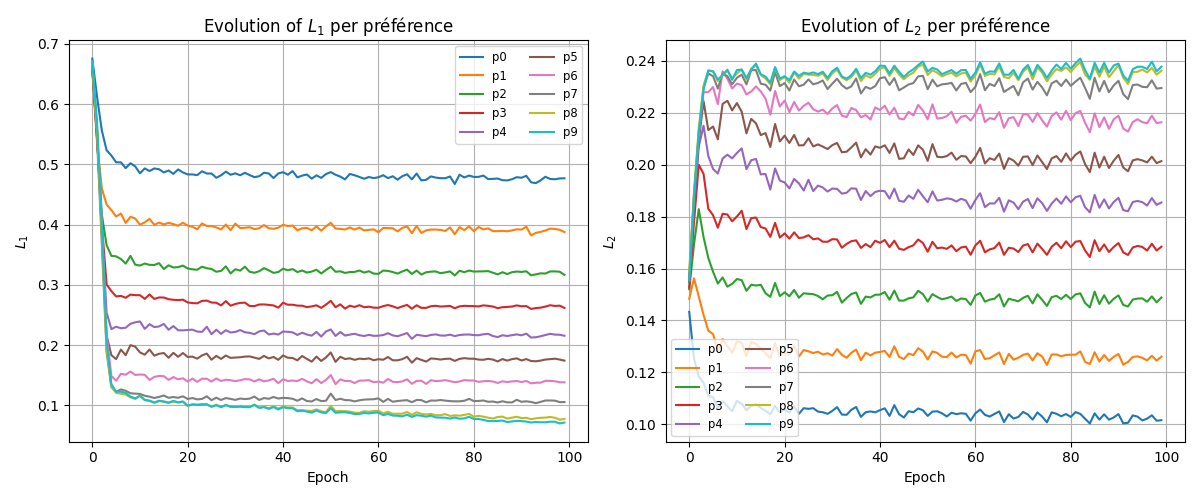 Evolution of L₁ per préférence
0.7
0.6
0.5
0.4
0.3
0.2
0.1
L₁
0 20 40 60 80 100
Epoch
p0 p5
p1 p6
p2 p7
p3 p8
p4 p9
Evolution of L₂ per préférence
0.24
0.22
0.20
0.18
0.16
0.14
0.12
0.10
L₂
0 20 40 60 80 100
Epoch
p0 p5
p1 p6
p2 p7
p3 p8
p4 p9